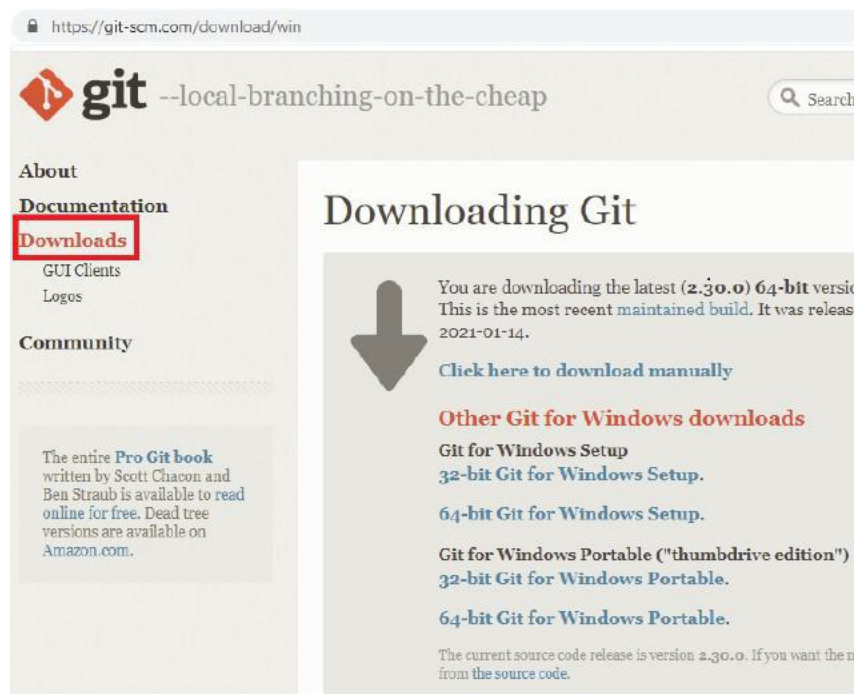 https://git-scm.com/download/win
git --local-branching-on-the-cheap
Search
About
Documentation
Downloads
GUI Clients
Logos
Community
The entire Pro Git book
written by Scott Chacon and
Ben Straub is available to read
online for free. Dead tree
versions are available on
Amazon.com.
Downloading Git
You are downloading the latest (2.30.0) 64-bit versio
This is the most recent maintained build. It was releas
2021-01-14.
Click here to download manually
Other Git for Windows downloads
Git for Windows Setup
32-bit Git for Windows Setup.
64-bit Git for Windows Setup.
Git for Windows Portable ("thumbdrive edition")
32-bit Git for Windows Portable.
64-bit Git for Windows Portable.
The current source code release is version 2.30.0. If you want the n
from the source code.